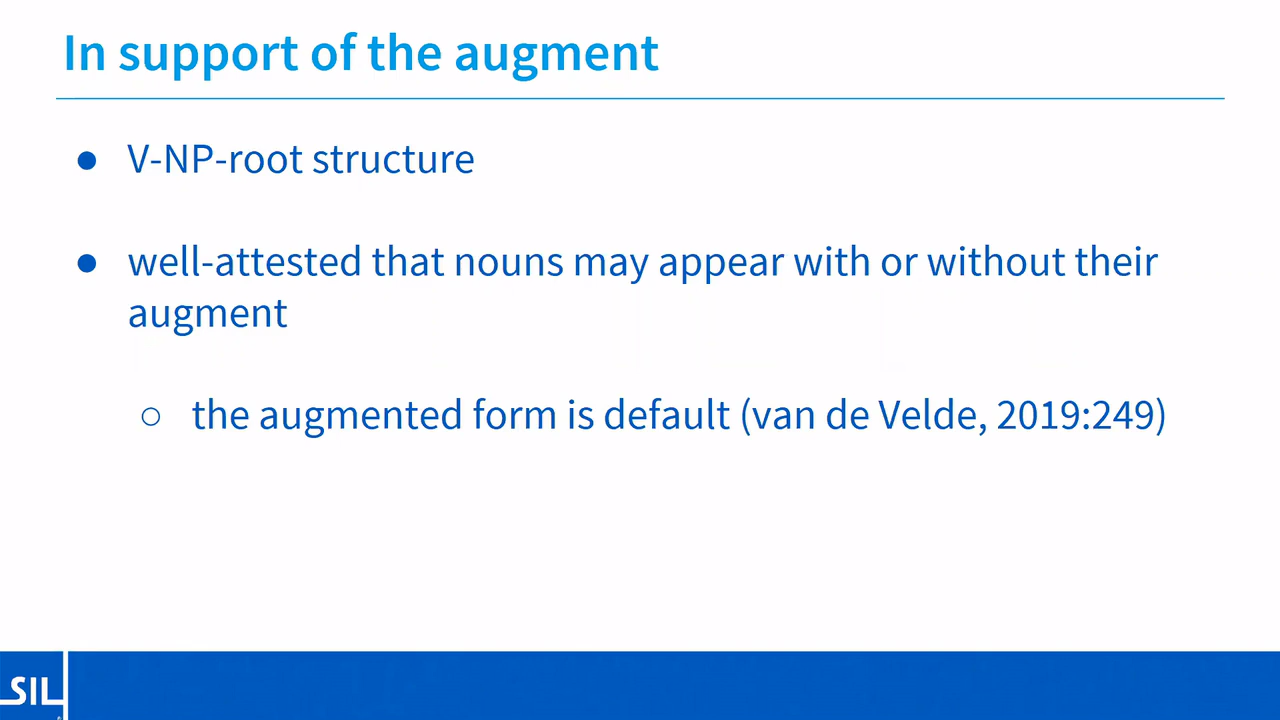 In support of the augment
● V-NP-root structure
● well-attested that nouns may appear with or without their
augment
○ the augmented form is default (van de Velde, 2019:249)
SIL